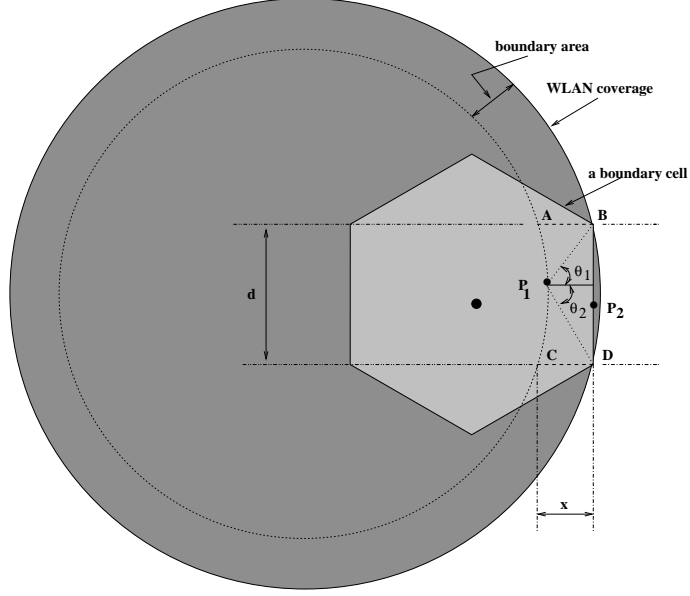 boundary area
WLAN coverage
a boundary cell
A B
θ1
P1
d
θ2 P2
C D
x